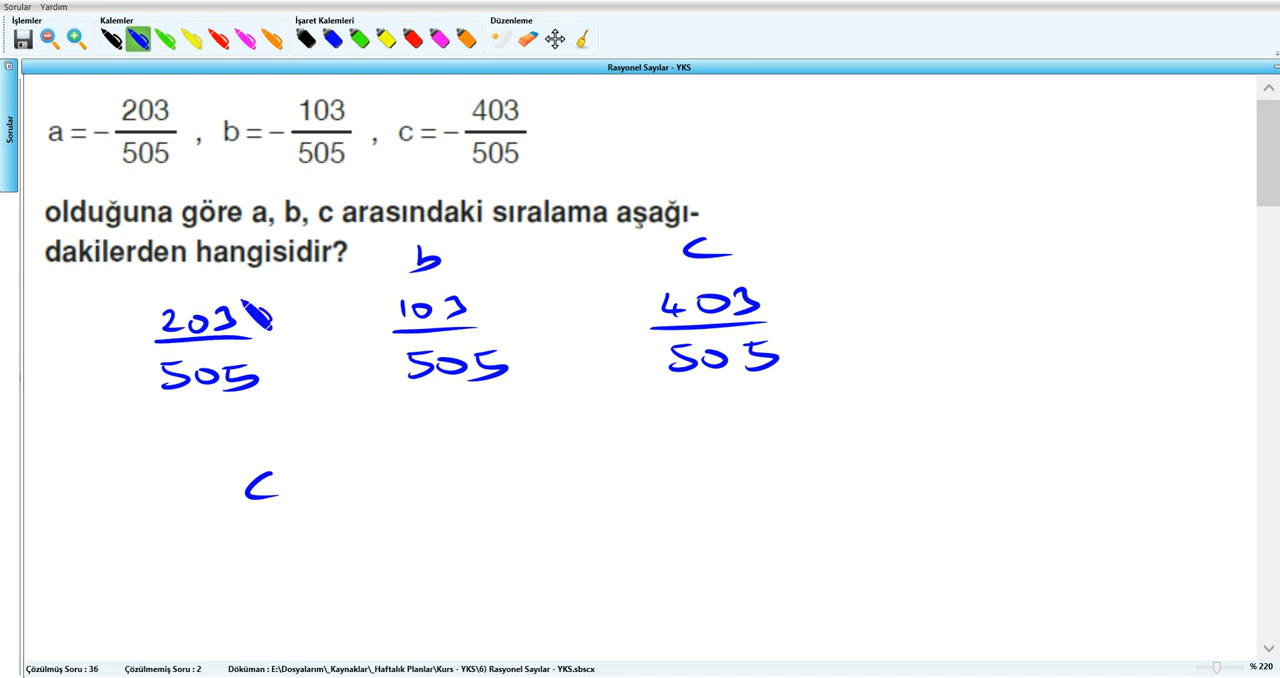 Sorular Yardım
İşlemler Kalemler İşaret Kalemleri Düzenleme
Rasyonel Sayılar - YKS
Sorular
a = - 203/505 , b = - 103/505 , c = - 403/505
olduğuna göre a, b, c arasındaki sıralama aşağı-
dakilerden hangisidir?
b c
203/505 103/505 403/505
c
Çözülmüş Soru : 36 Çözülmemiş Soru : 2 Döküman : E:\Dosyalarım\_Kaynaklar\_Haftalık Planlar\Kurs - YKS\6) Rasyonel Sayılar - YKS.sbscx % 220